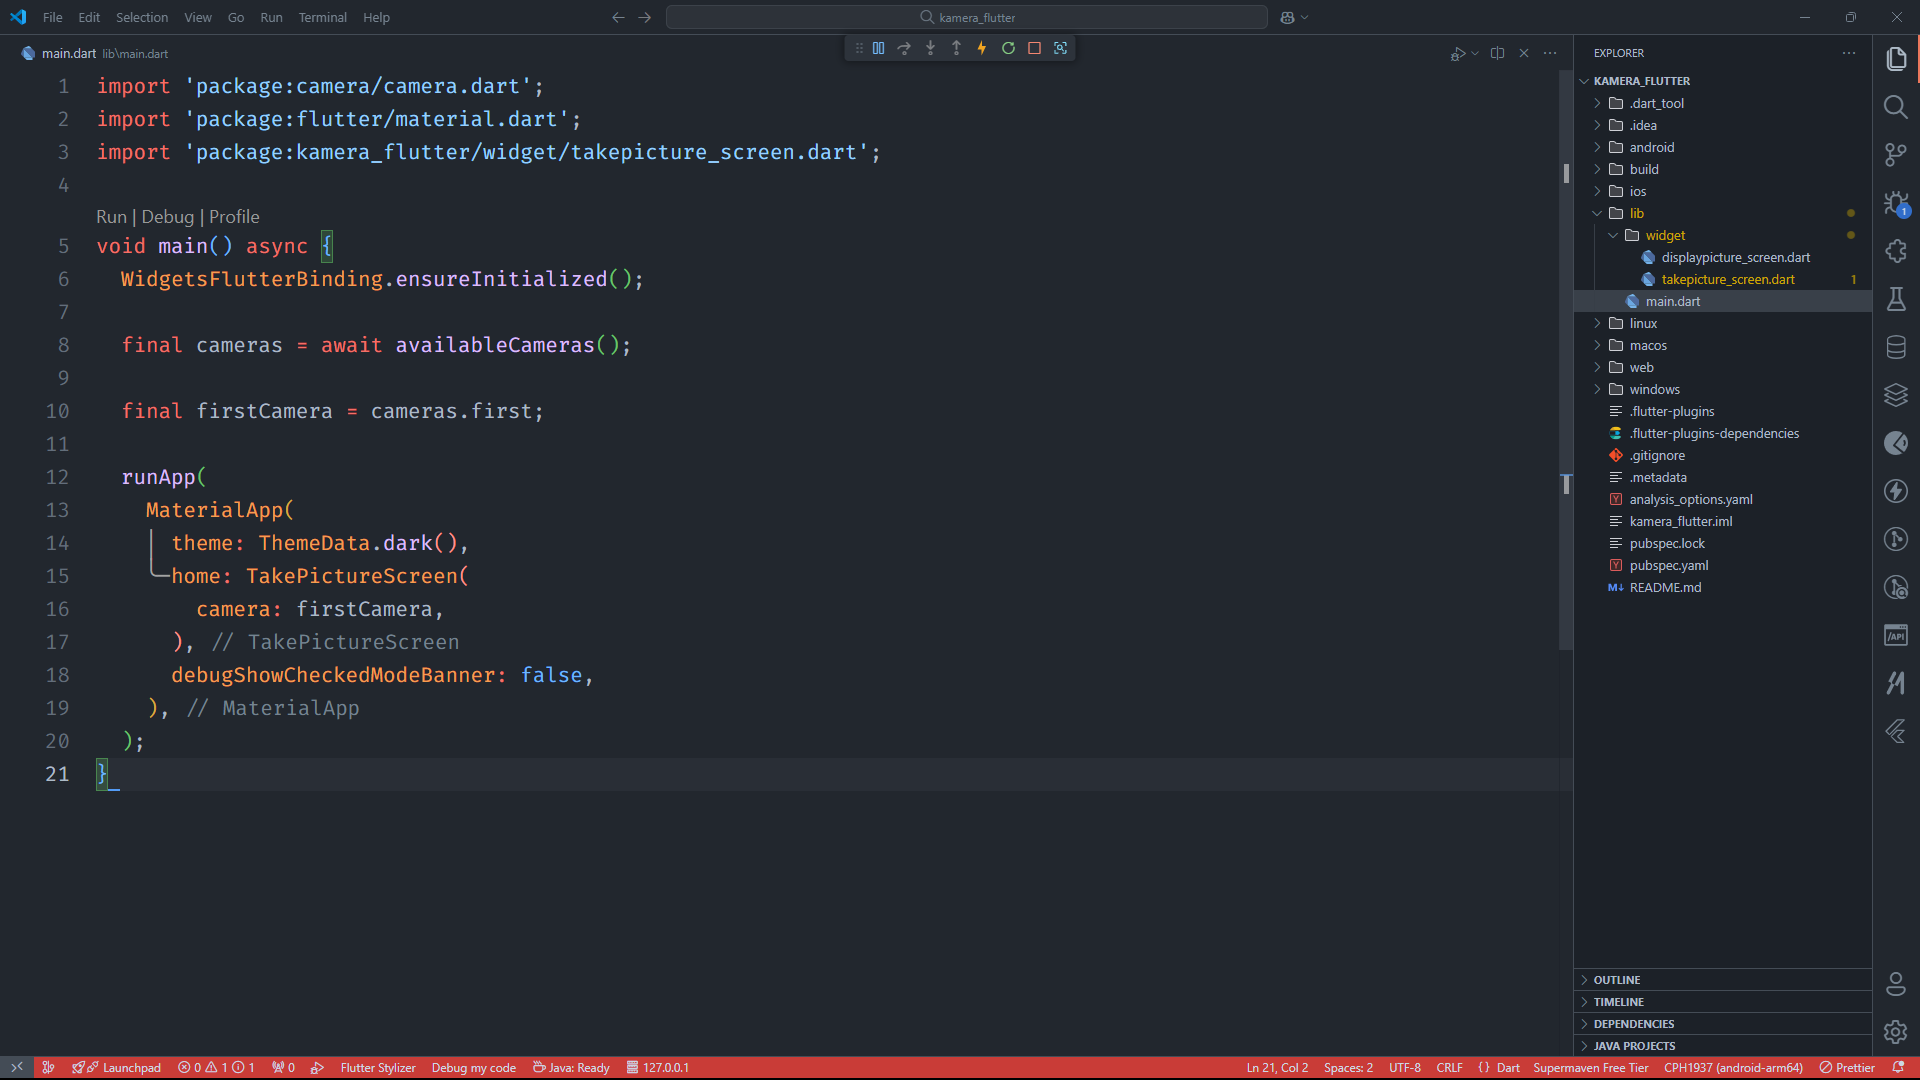 File Edit Selection View Go Run Terminal Help
kamera_flutter
main.dart lib\main.dart
1 import 'package:camera/camera.dart';
2 import 'package:flutter/material.dart';
3 import 'package:kamera_flutter/widget/takepicture_screen.dart';
4
Run | Debug | Profile
5 void main() async {
6 WidgetsFlutterBinding.ensureInitialized();
7
8 final cameras = await availableCameras();
9
10 final firstCamera = cameras.first;
11
12 runApp(
13 MaterialApp(
14 theme: ThemeData.dark(),
15 home: TakePictureScreen(
16 camera: firstCamera,
17 ), // TakePictureScreen
18 debugShowCheckedModeBanner: false,
19 ), // MaterialApp
20 );
21 }
EXPLORER
KAMERA_FLUTTER
.dart_tool
.idea
android
build
ios
lib
widget
displaypicture_screen.dart
takepicture_screen.dart 1
main.dart
linux
macos
web
windows
.flutter-plugins
.flutter-plugins-dependencies
.gitignore
.metadata
analysis_options.yaml
kamera_flutter.iml
pubspec.lock
pubspec.yaml
README.md
OUTLINE
TIMELINE
DEPENDENCIES
JAVA PROJECTS
1
/API
Launchpad 0 1 1 0 Flutter Stylizer Debug my code Java: Ready 127.0.0.1 Ln 21, Col 2 Spaces: 2 UTF-8 CRLF { } Dart Supermaven Free Tier CPH1937 (android-arm64) Prettier